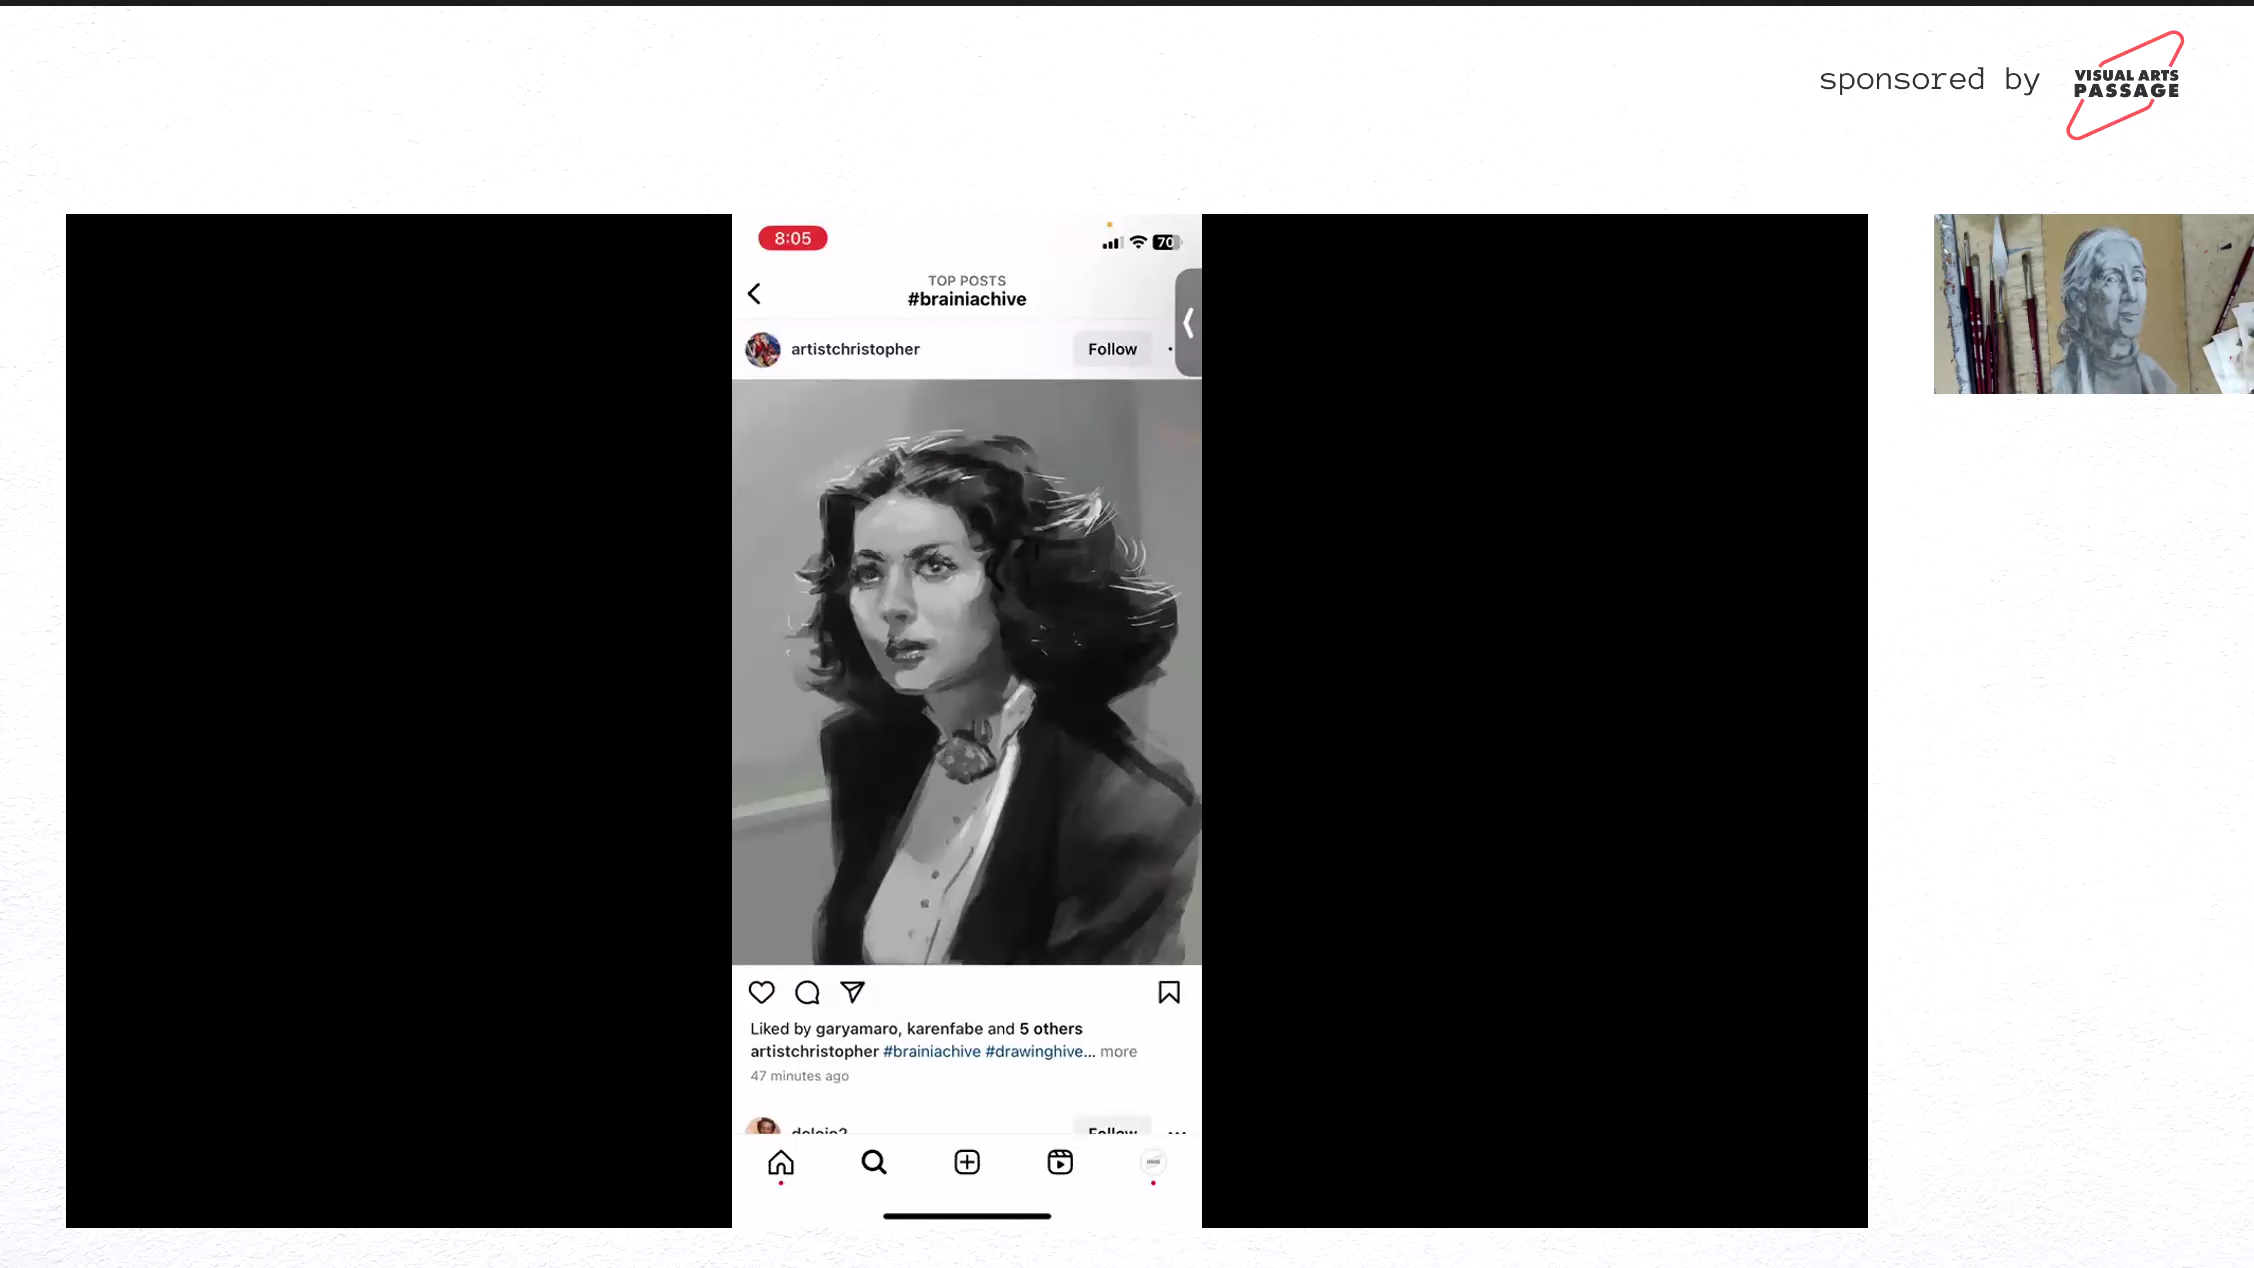 sponsored by
VISUAL ARTS
PASSAGE
8:05
70
TOP POSTS
#brainiachive
artistchristopher
Follow
Liked by garyamaro, karenfabe and 5 others
artistchristopher #brainiachive #drawinghive... more
47 minutes ago
Follow